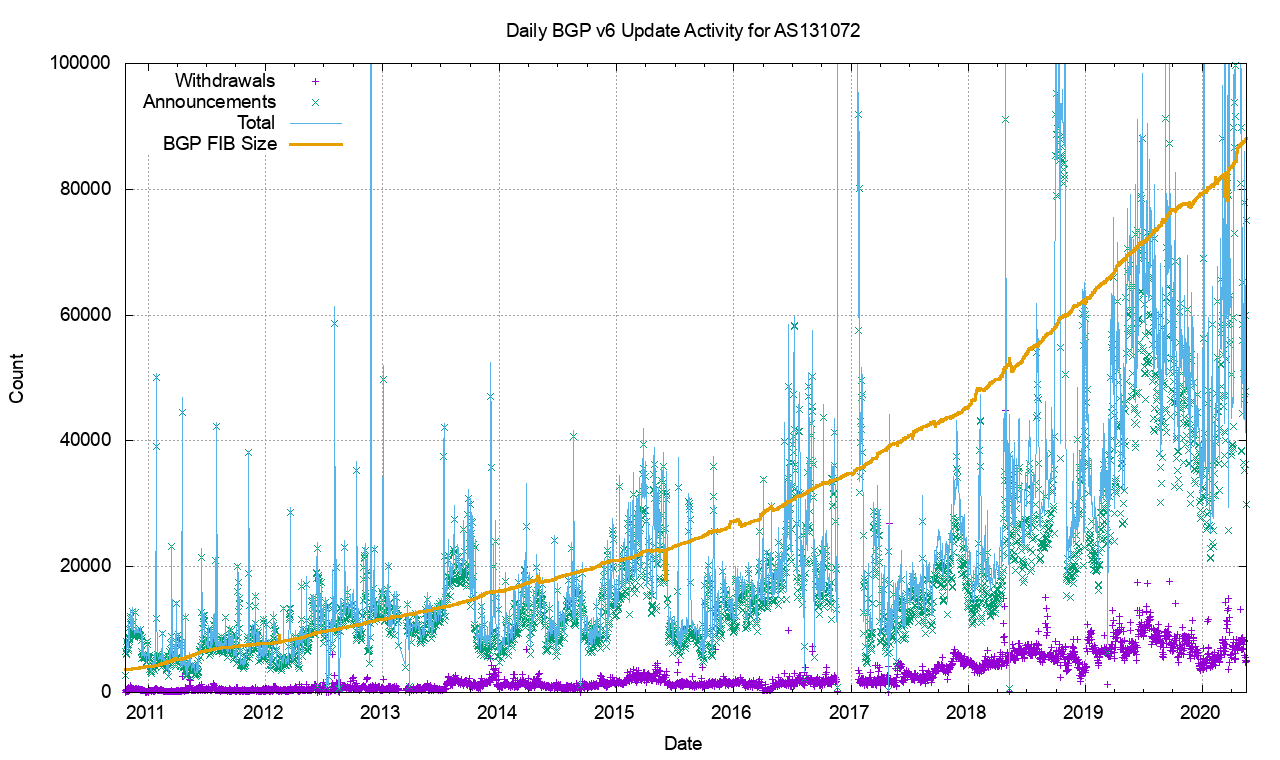 Daily BGP v6 Update Activity for AS131072
100000
80000
60000
40000
20000
0
Count
Withdrawals
Announcements
Total
BGP FIB Size
2011 2012 2013 2014 2015 2016 2017 2018 2019 2020
Date